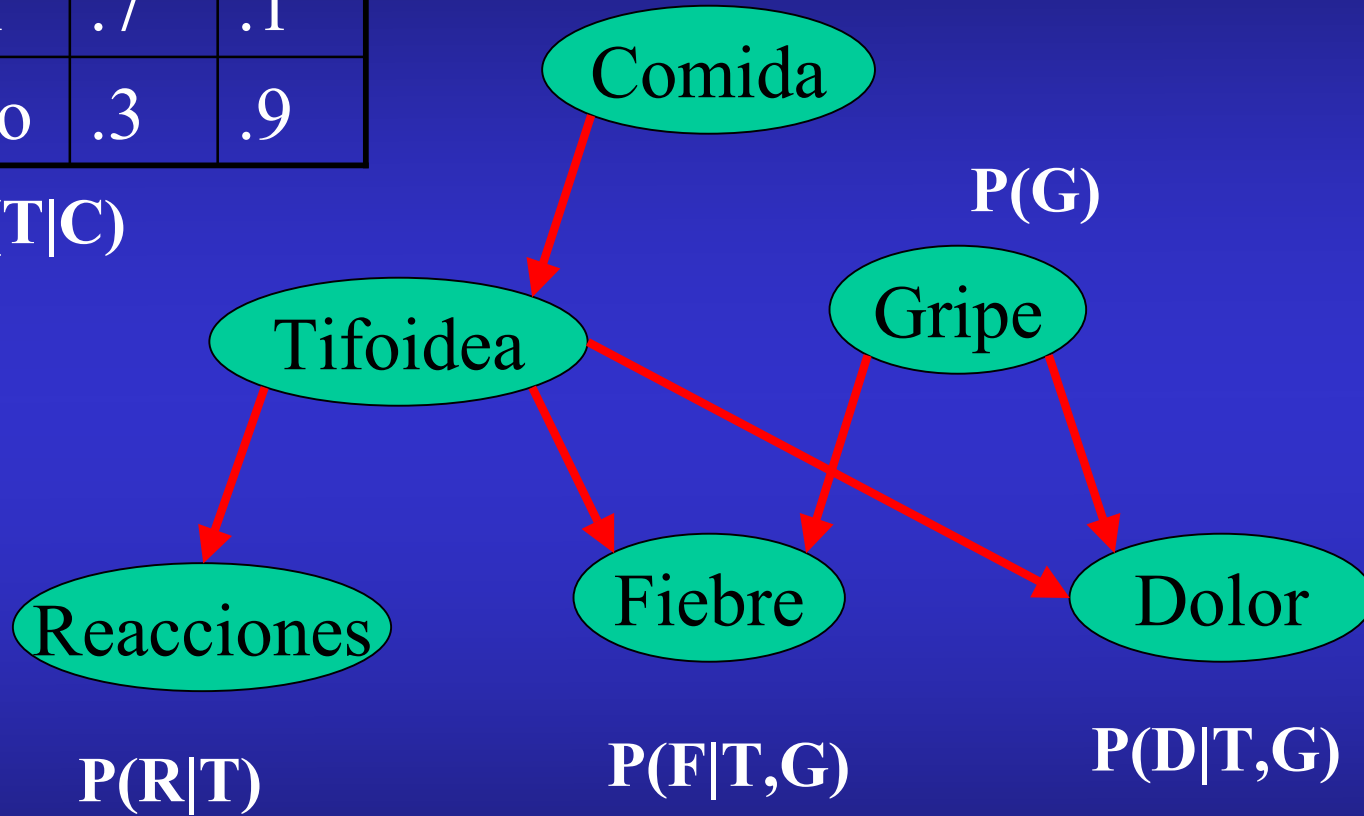 .7 .1
o .3 .9
Comida
P(G)
T|C)
Gripe
Tifoidea
Fiebre
Dolor
Reacciones
P(D|T,G)
P(F|T,G)
P(R|T)